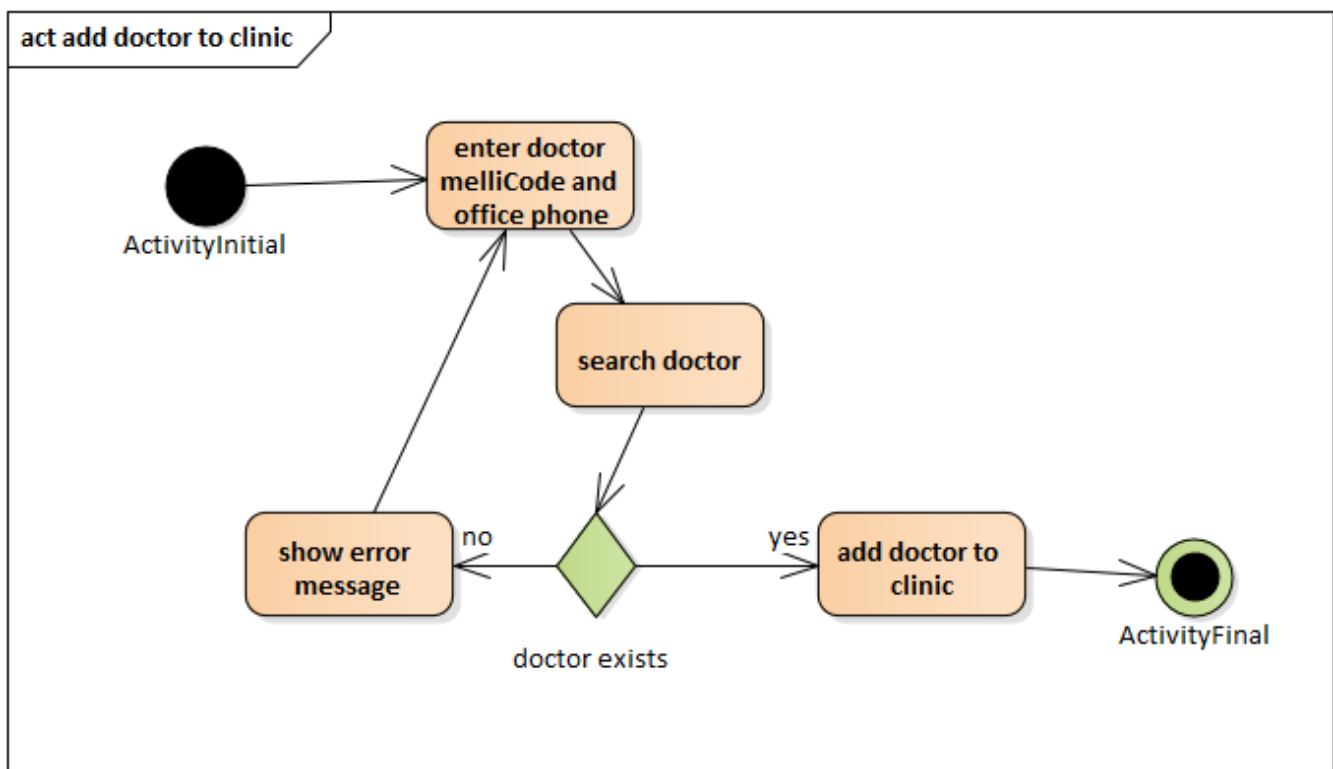 act add doctor to clinic
enter doctor
melliCode and
office phone
ActivityInitial
search doctor
no
yes
show error
message
add doctor to
clinic
doctor exists
ActivityFinal